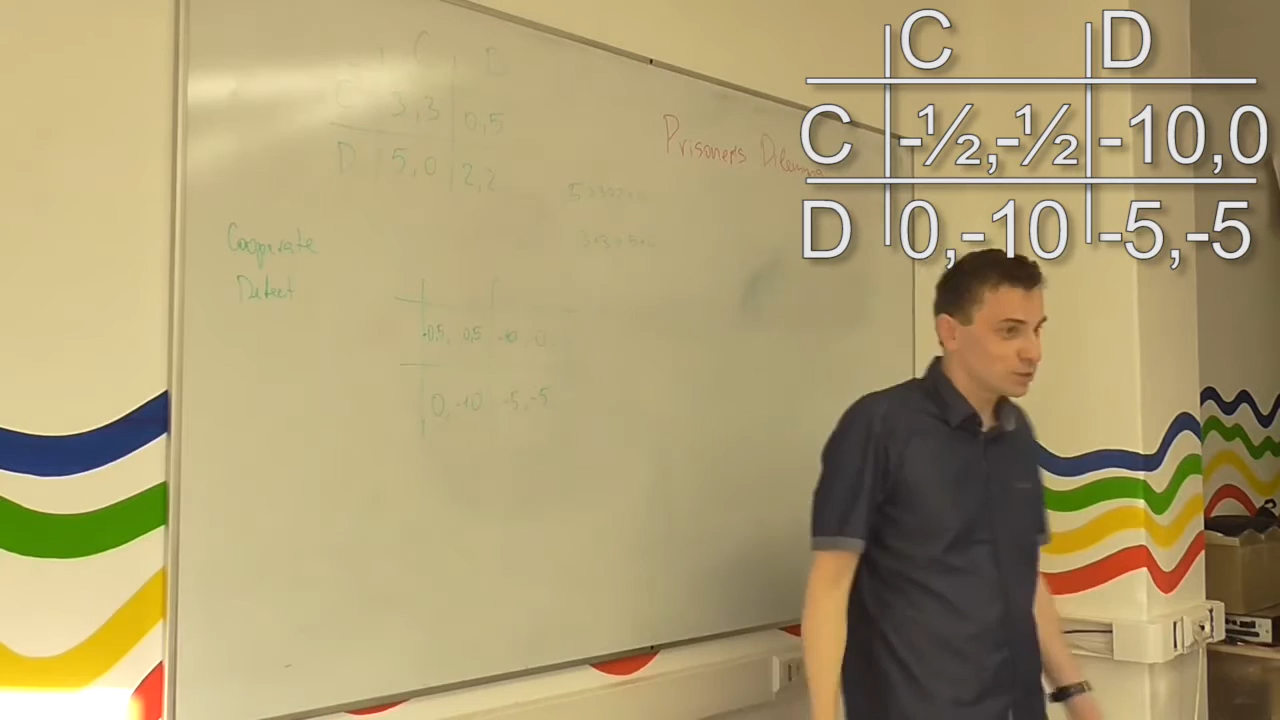 C D
C 3,3 0,5
D 5,0 2,2
Prisoner's Dilemma
Cooperate
Defect
-0,5, 0,5 -10 0
0,-10 -5,-5
C D
C -½,-½ -10,0
D 0,-10 -5,-5